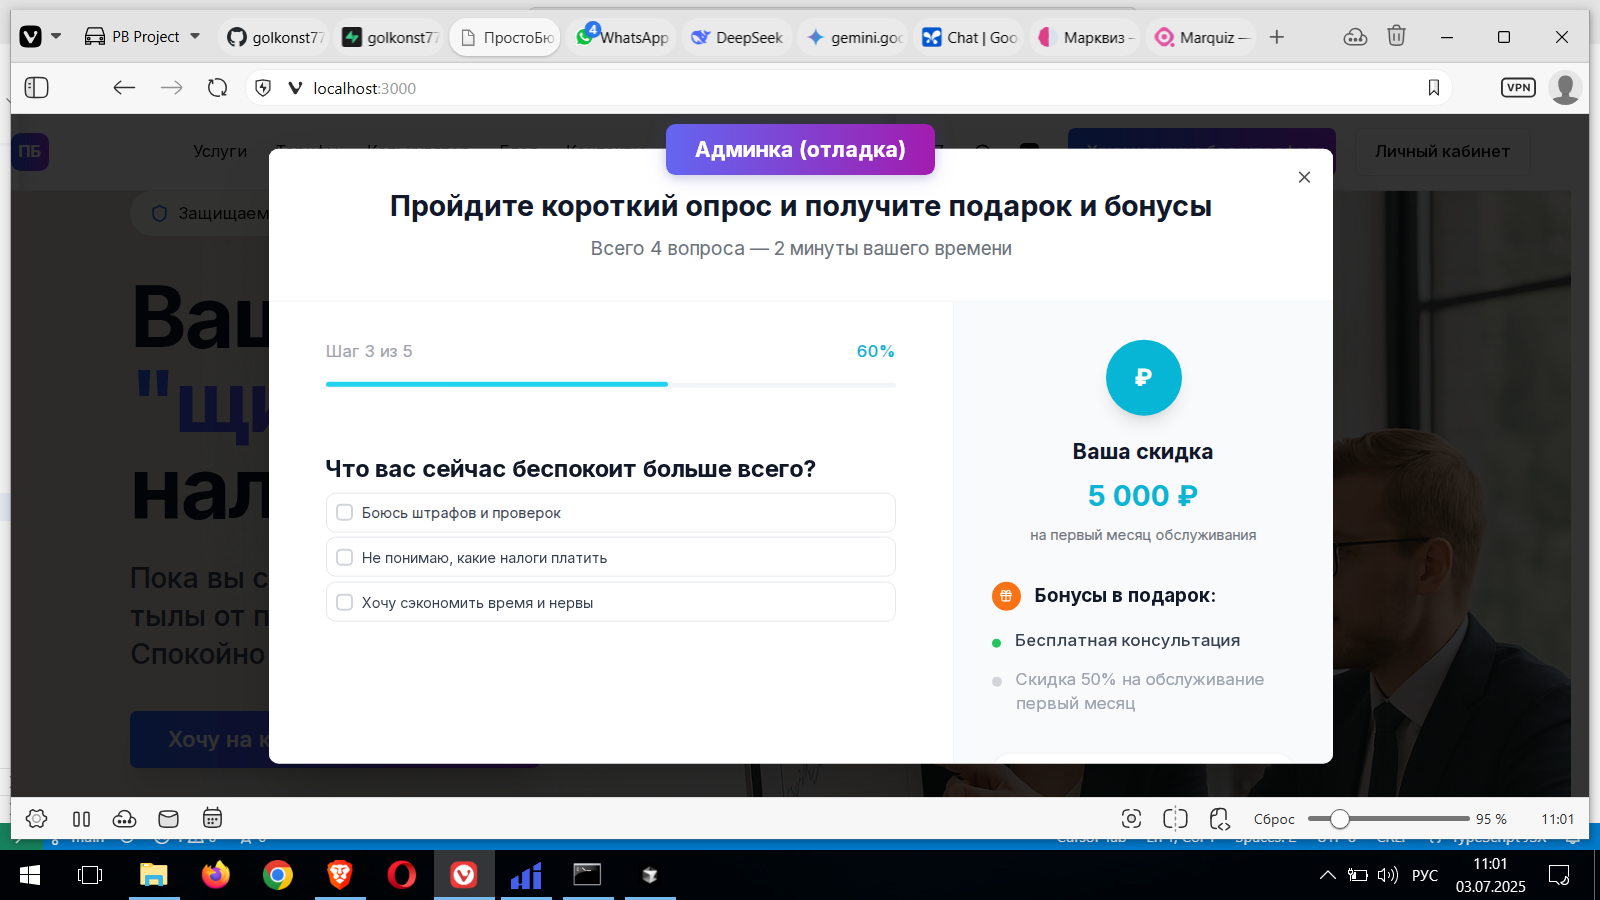 PB Project
golkonst77
golkonst77
ПростоБю
4
WhatsApp
DeepSeek
gemini.goo
Chat | Goo
Марквиз –
Marquiz —
localhost:3000
VPN
ПБ
Услуги
Личный кабинет
Админка (отладка)
Защищаем
Пройдите короткий опрос и получите подарок и бонусы
Всего 4 вопроса — 2 минуты вашего времени
Ваш
"щи
нал
Шаг 3 из 5
60%
₽
Ваша скидка
5 000 ₽
на первый месяц обслуживания
Что вас сейчас беспокоит больше всего?
Боюсь штрафов и проверок
Не понимаю, какие налоги платить
Хочу сэкономить время и нервы
Бонусы в подарок:
Бесплатная консультация
Скидка 50% на обслуживание
первый месяц
Пока вы с
тылы от п
Спокойно
Хочу на к
Сброс
95 %
11:01
РУС
11:01
03.07.2025